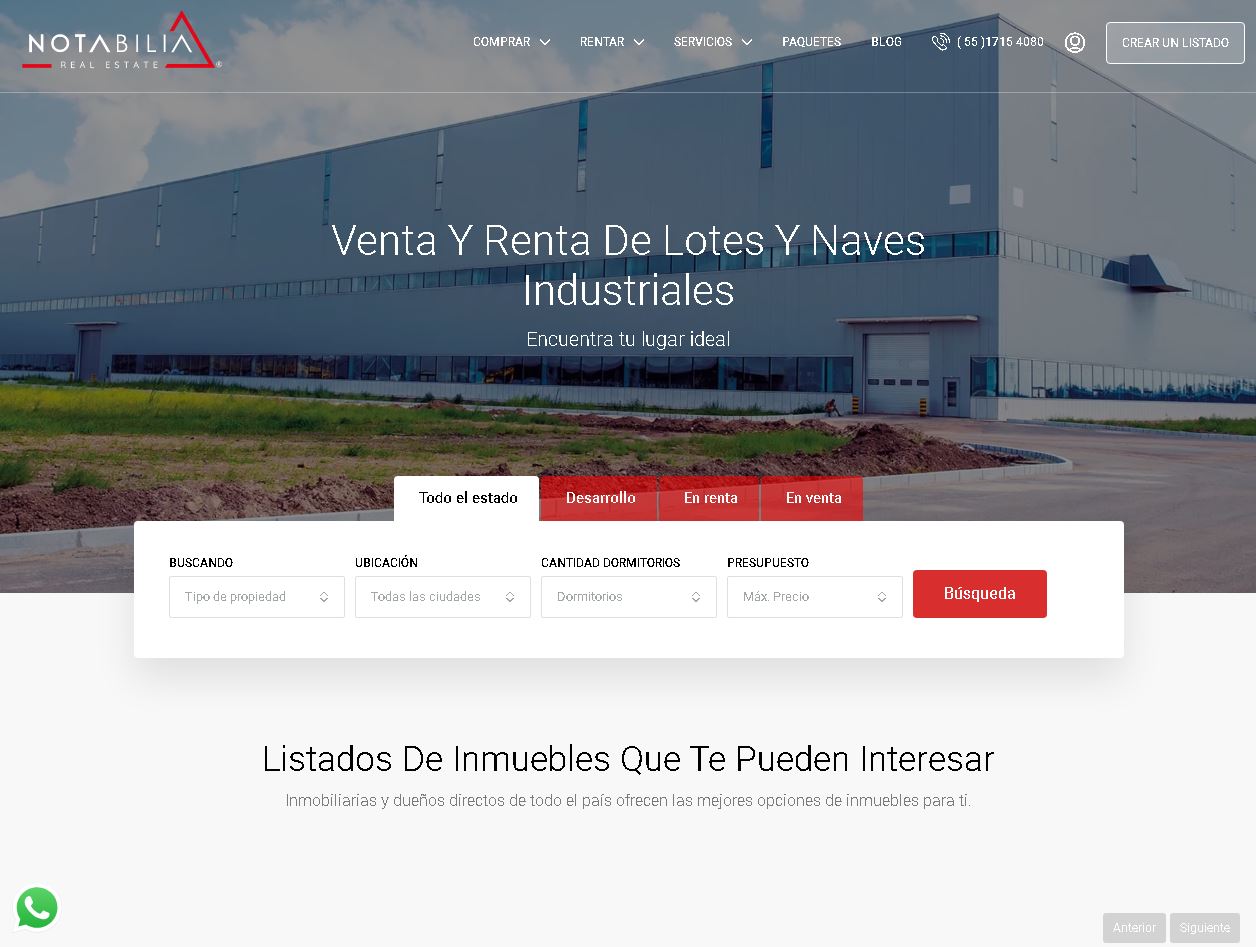 NOTABILIA
REAL ESTATE ®
COMPRAR RENTAR SERVICIOS PAQUETES BLOG ( 55 )1715 4080 CREAR UN LISTADO
Venta Y Renta De Lotes Y Naves
Industriales
Encuentra tu lugar ideal
Todo el estado Desarrollo En renta En venta
BUSCANDO UBICACIÓN CANTIDAD DORMITORIOS PRESUPUESTO
Tipo de propiedad Todas las ciudades Dormitorios Máx. Precio Búsqueda
Listados De Inmuebles Que Te Pueden Interesar
Inmobiliarias y dueños directos de todo el país ofrecen las mejores opciones de inmuebles para ti.
Anterior Siguiente